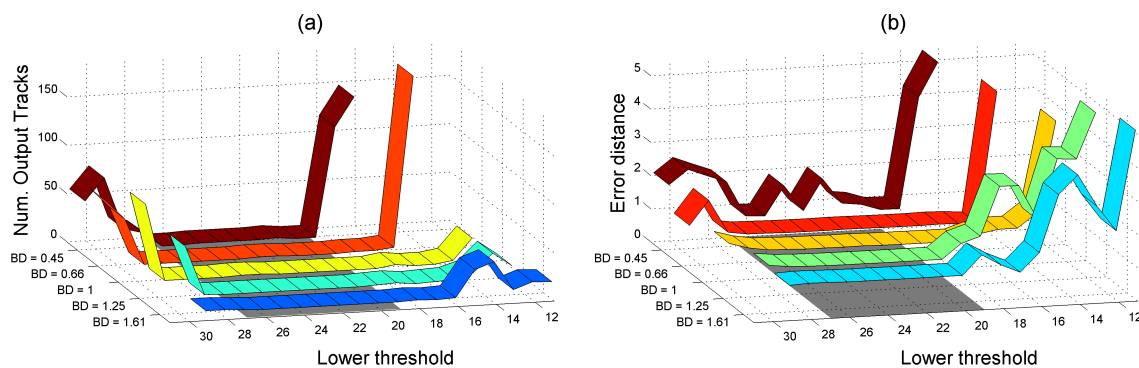 (a)
Num. Output Tracks
150
100
50
0
BD = 0.45
BD = 0.66
BD = 1
BD = 1.25
BD = 1.61
30
28
26
24
22
20
18
16
14
12
Lower threshold
(b)
Error distance
5
4
3
2
1
0
BD = 0.45
BD = 0.66
BD = 1
BD = 1.25
BD = 1.61
30
28
26
24
22
20
18
16
14
12
Lower threshold